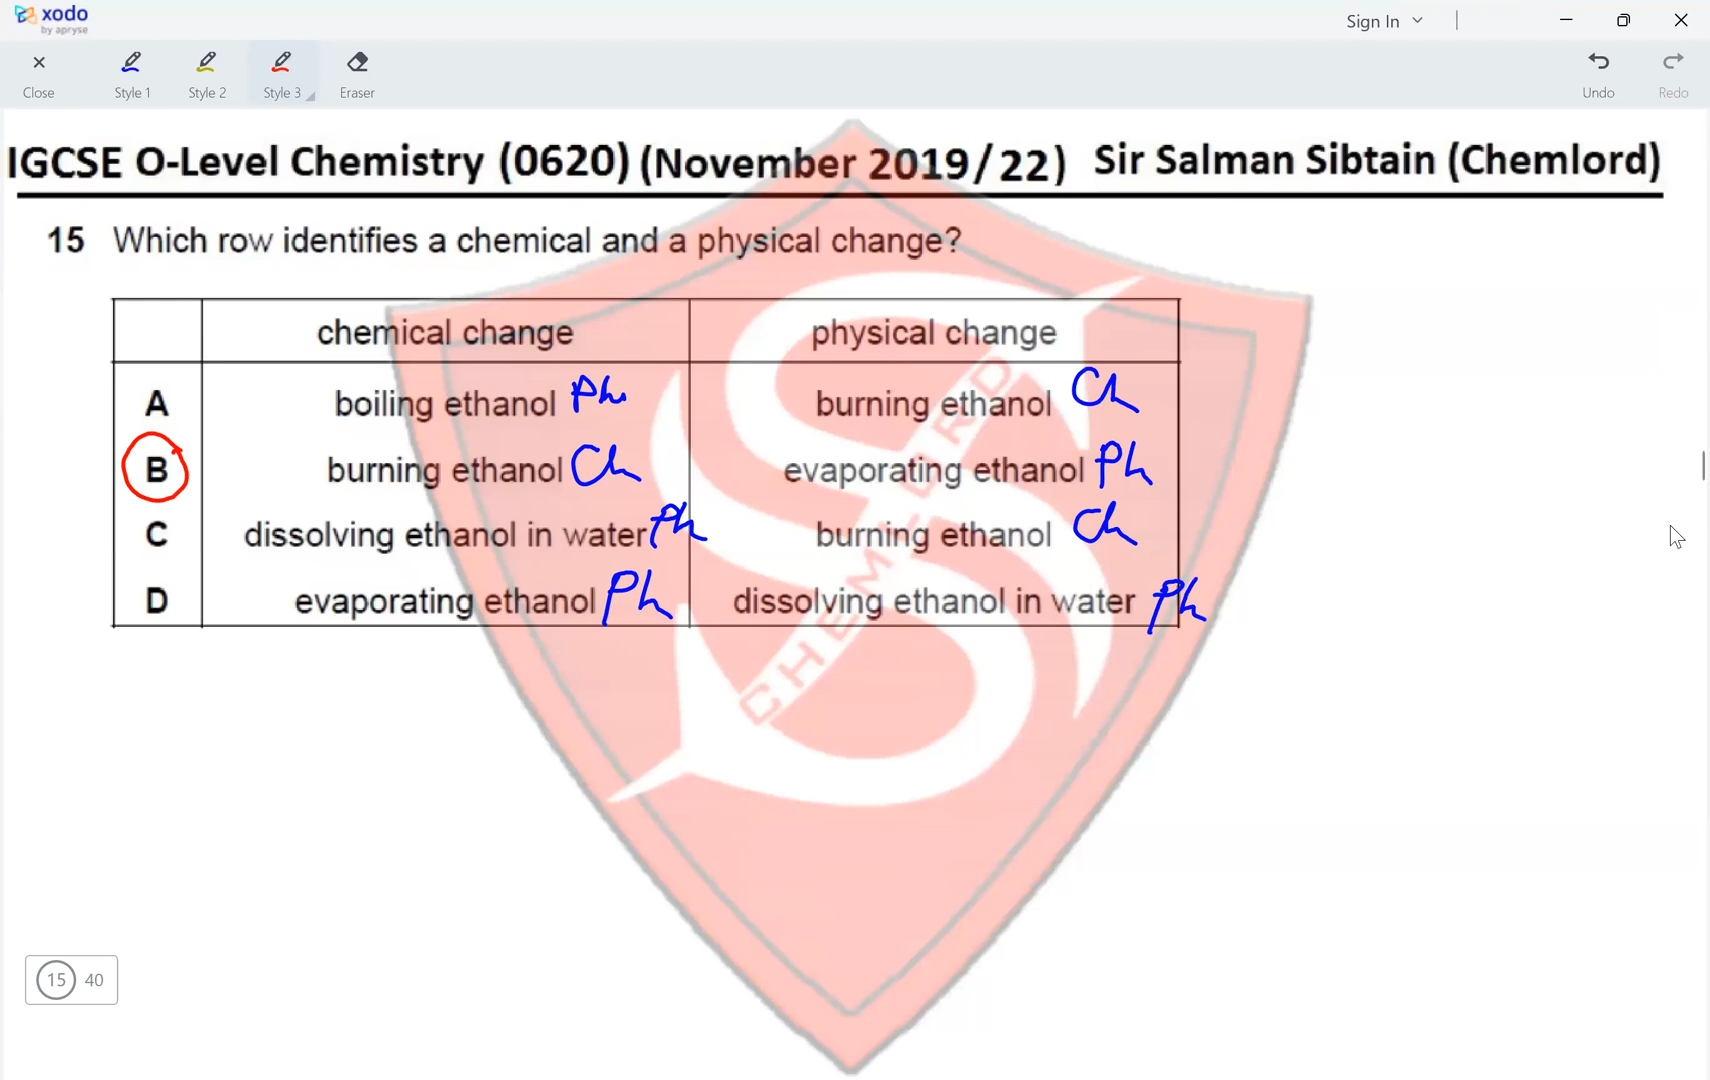 xodo
by apryse
Sign In
Close
Style 1
Style 2
Style 3
Eraser
Undo
Redo
IGCSE O-Level Chemistry (0620) (November 2019/22) Sir Salman Sibtain (Chemlord)
15 Which row identifies a chemical and a physical change?
chemical change physical change
A boiling ethanol Ph burning ethanol Ch
B burning ethanol Ch evaporating ethanol Ph
C dissolving ethanol in water Ph burning ethanol Ch
D evaporating ethanol Ph dissolving ethanol in water Ph
CHEMLORD
15 40